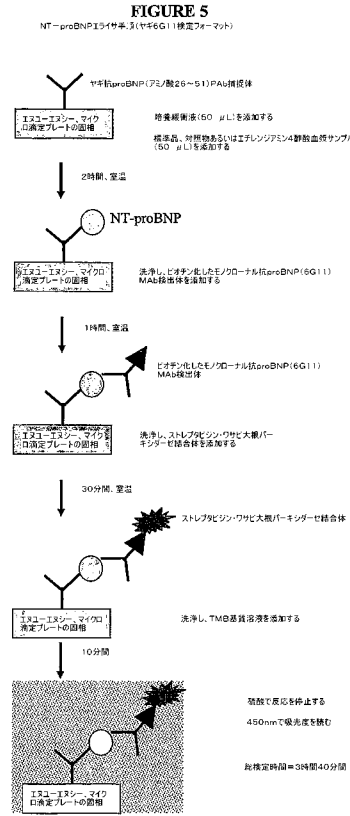 FIGURE 5
NT-proBNPエライサ手順(ヤギ6G11検定フォーマット)
ヤギ抗proBNP(アミノ酸26~51)PAb捕捉体
エヌユーエヌシー、マイク
ロ滴定プレートの固相
培養緩衝液(50 μL)を添加する
標準品、対照物あるいはエチレンジアミン4酢酸血漿サンプル
(50 μL)を添加する
2時間、室温
NT-proBNP
エヌユーエヌシー、マイクロ
滴定プレートの固相
洗浄し、ビオチン化したモノクローナル抗proBNP(6G11)
MAb検出体を添加する
1時間、室温
ビオチン化したモノクローナル抗proBNP(6G11)
MAb検出体
エヌユーエヌシー、マイク
ロ滴定プレートの固相
洗浄し、ストレプタビジン・ワサビ大根パー
キシダーゼ結合体を添加する
30分間、室温
ストレプタビジン・ワサビ大根パーキシダーゼ結合体
エヌユーエヌシー、マイクロ
滴定プレートの固相
洗浄し、TMB基質溶液を添加する
10分間
硫酸で反応を停止する
450nmで吸光度を読む
総検定時間=3時間40分間
エヌユーエヌシー、マイク
ロ滴定プレートの固相